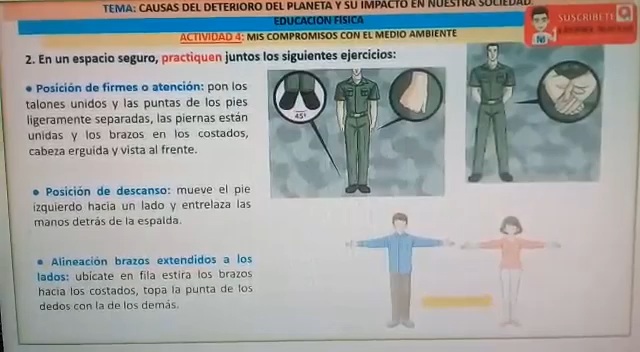 TEMA: CAUSAS DEL DETERIORO DEL PLANETA Y SU IMPACTO EN NUESTRA SOCIEDAD
EDUCACIÓN FÍSICA
ACTIVIDAD 4: MIS COMPROMISOS CON EL MEDIO AMBIENTE
SUSCRÍBETE
2. En un espacio seguro, practiquen juntos los siguientes ejercicios:
• Posición de firmes o atención: pon los
talones unidos y las puntas de los pies
ligeramente separadas, las piernas están
unidas y los brazos en los costados,
cabeza erguida y vista al frente.
45°
• Posición de descanso: mueve el pie
izquierdo hacia un lado y entrelaza las
manos detrás de la espalda.
• Alineación brazos extendidos a los
lados: ubícate en fila estira los brazos
hacia los costados, topa la punta de los
dedos con la de los demás.